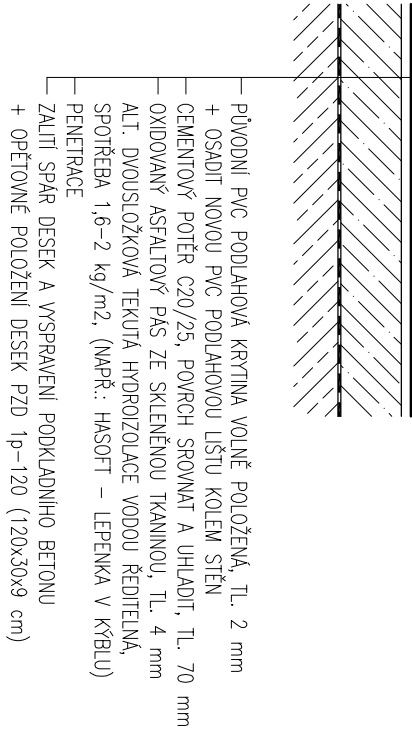 PŮVODNÍ PVC PODLAHOVÁ KRYTINA VOLNĚ POLOŽENÁ, TL. 2 mm
+ OSADIT NOVOU PVC PODLAHOVOU LIŠTU KOLEM STĚN
CEMENTOVÝ POTĚR C20/25, POVRCH SROVNAT A UHLADIT, TL. 70 mm
OXIDOVANÝ ASFALTOVÝ PÁS ZE SKLENĚNOU TKANINOU, TL. 4 mm
ALT. DVOUSLOŽKOVÁ TEKUTÁ HYDROIZOLACE VODOU ŘEDITELNÁ,
SPOTŘEBA 1,6-2 kg/m2, (NAPŘ.: HASOFT - LEPENKA V KÝBLU)
PENETRACE
ZALITÍ SPÁR DESEK A VYSPRAVENÍ PODKLADNÍHO BETONU
+ OPĚTOVNÉ POLOŽENÍ DESEK PZD 1p-120 (120x30x9 cm)